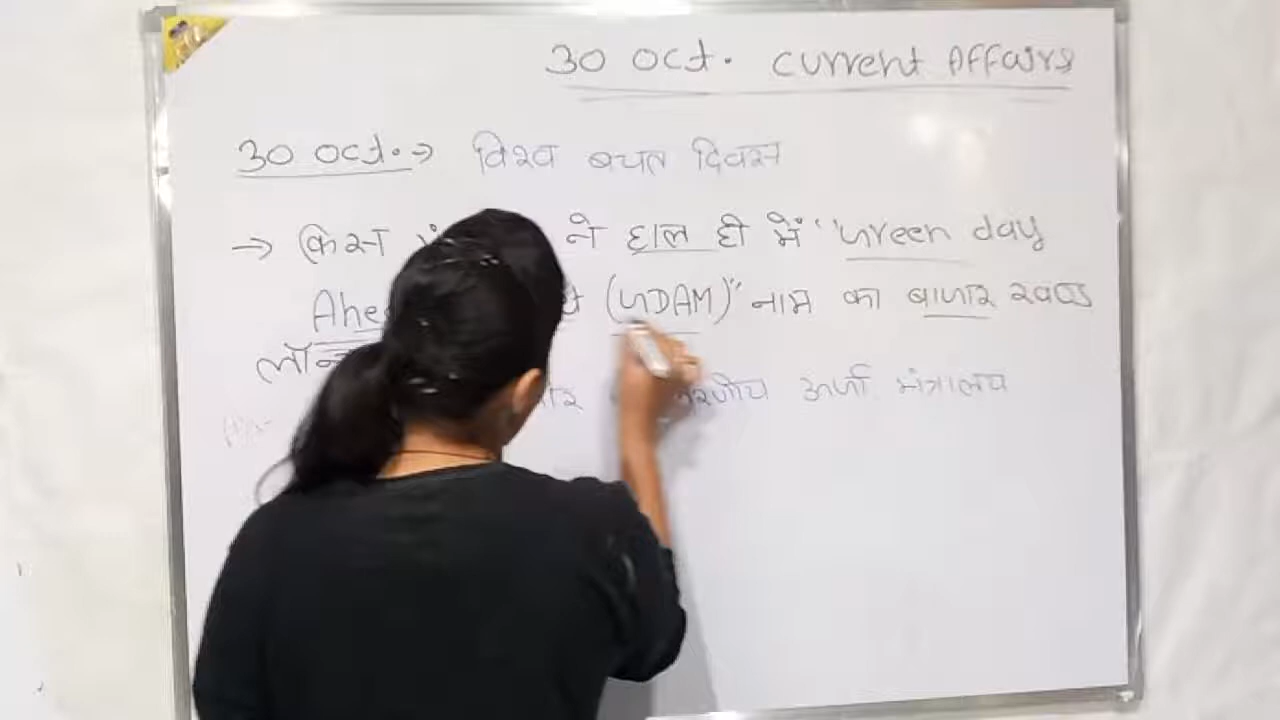 30 Oct. Current Affairs
30 Oct. → विश्व बचत दिवस
→ किस ने हाल ही में "Green day
Ahe (GDAM)" नाम का बाजार खण्ड
लॉन्च
ऊर्जा मंत्रालय